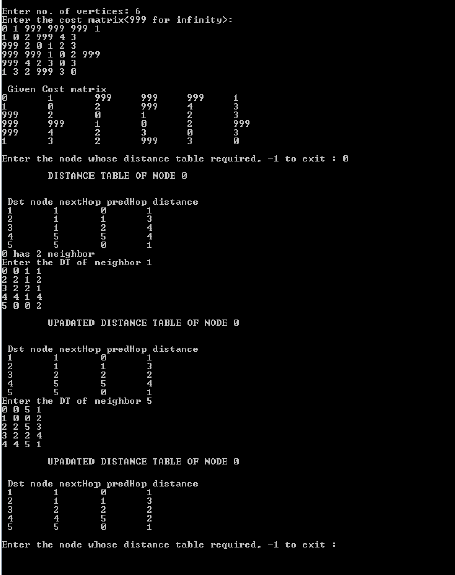 Enter no. of vertices: 6
Enter the cost matrix(999 for infinity):
0 1 999 999 999 1
1 0 2 999 4 3
999 2 0 1 2 3
999 999 1 0 2 999
999 4 2 3 0 3
1 3 2 999 3 0
Given Cost matrix
0 1 999 999 999 1
1 0 2 999 4 3
999 2 0 1 2 3
999 999 1 0 2 999
999 4 2 3 0 3
1 3 2 999 3 0
Enter the node whose distance table required, -1 to exit : 0
DISTANCE TABLE OF NODE 0
Dst node nextHop predHop distance
1 1 0 1
2 1 1 3
3 1 2 4
4 5 5 4
5 5 0 1
0 has 2 neighbor
Enter the DT of neighbor 1
0 0 1 1
2 2 1 2
3 2 2 1
4 4 1 4
5 0 0 2
UPADATED DISTANCE TABLE OF NODE 0
Dst node nextHop predHop distance
1 1 0 1
2 1 1 3
3 2 2 2
4 5 5 4
5 5 0 1
Enter the DT of neighbor 5
0 0 5 1
1 0 0 2
2 2 5 3
3 2 2 4
4 4 5 1
UPADATED DISTANCE TABLE OF NODE 0
Dst node nextHop predHop distance
1 1 0 1
2 1 1 3
3 2 2 2
4 4 5 2
5 5 0 1
Enter the node whose distance table required, -1 to exit :